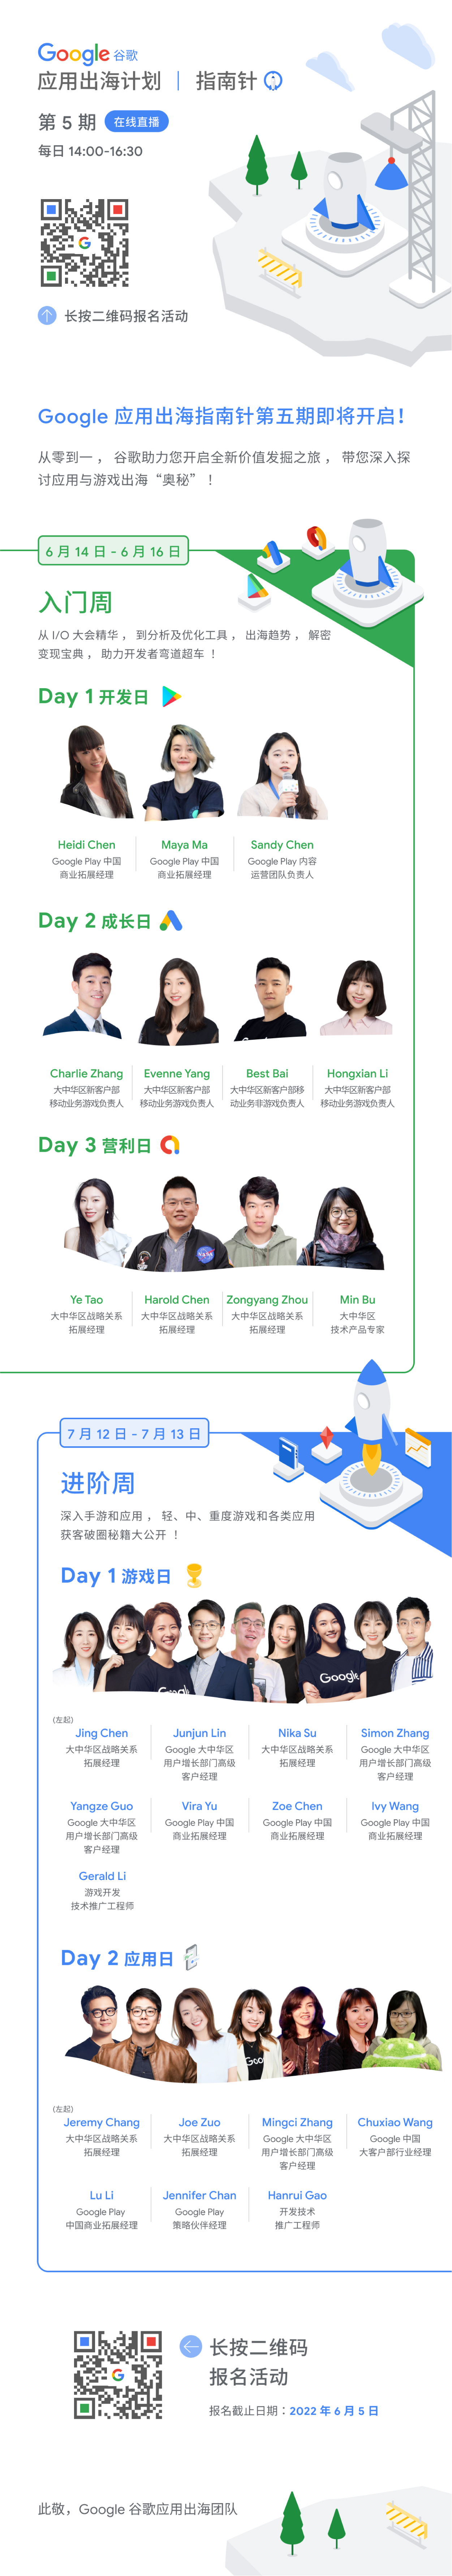 Google 谷歌
应用出海计划 | 指南针
第 5 期 在线直播
每日 14:00-16:30
长按二维码报名活动
Google 应用出海指南针第五期即将开启！
从零到一 ， 谷歌助力您开启全新价值发掘之旅 ， 带您深入探
讨应用与游戏出海“奥秘” ！
6 月 14 日 - 6 月 16 日
入门周
从 I/O 大会精华 ， 到分析及优化工具 ， 出海趋势 ， 解密
变现宝典 ， 助力开发者弯道超车 ！
Day 1 开发日
Heidi Chen
Google Play 中国
商业拓展经理
Maya Ma
Google Play 中国
商业拓展经理
Sandy Chen
Google Play 内容
运营团队负责人
Day 2 成长日
Charlie Zhang
大中华区新客户部
移动业务游戏负责人
Evenne Yang
大中华区新客户部
移动业务游戏负责人
Best Bai
大中华区新客户部移
动业务非游戏负责人
Hongxian Li
大中华区新客户部
移动业务游戏负责人
Day 3 营利日
NASA
Ye Tao
大中华区战略关系
拓展经理
Harold Chen
大中华区战略关系
拓展经理
Zongyang Zhou
大中华区战略关系
拓展经理
Min Bu
大中华区
技术产品专家
7 月 12 日 - 7 月 13 日
进阶周
深入手游和应用 ， 轻、中、重度游戏和各类应用
获客破圈秘籍大公开 ！
Day 1 游戏日
Google
(左起)
Jing Chen
大中华区战略关系
拓展经理
Junjun Lin
Google 大中华区
用户增长部门高级
客户经理
Nika Su
大中华区战略关系
拓展经理
Simon Zhang
Google 大中华区
用户增长部门高级
客户经理
Yangze Guo
Google 大中华区
用户增长部门高级
客户经理
Vira Yu
Google Play 中国
商业拓展经理
Zoe Chen
Google Play 中国
商业拓展经理
Ivy Wang
Google Play 中国
商业拓展经理
Gerald Li
游戏开发
技术推广工程师
Day 2 应用日
(左起)
Jeremy Chang
大中华区战略关系
拓展经理
Joe Zuo
大中华区战略关系
拓展经理
Mingci Zhang
Google 大中华区
用户增长部门高级
客户经理
Chuxiao Wang
Google 中国
大客户部行业经理
Lu Li
Google Play
中国商业拓展经理
Jennifer Chan
Google Play
策略伙伴经理
Hanrui Gao
开发技术
推广工程师
长按二维码
报名活动
报名截止日期：2022 年 6 月 5 日
此敬，Google 谷歌应用出海团队